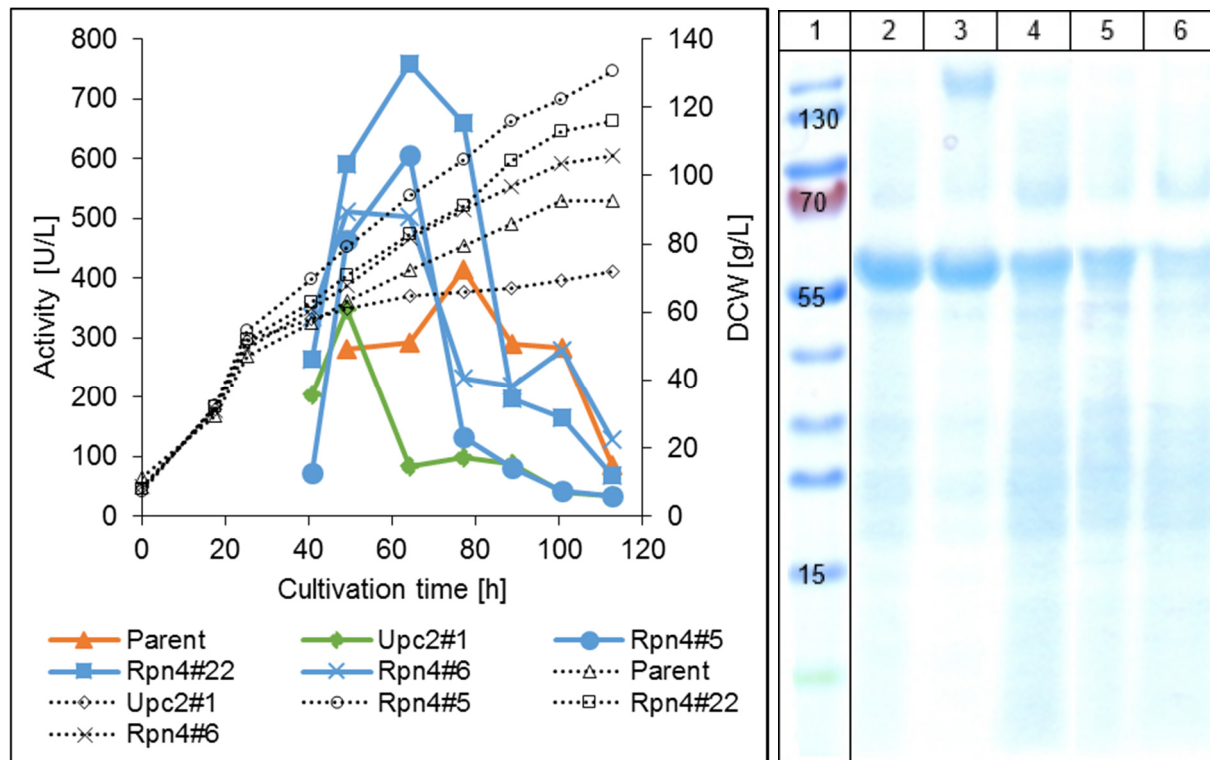 800
700
600
500
400
300
200
100
0
Activity [U/L]
140
120
100
80
60
40
20
0
DCW [g/L]
0 20 40 60 80 100 120
Cultivation time [h]
Parent Upc2#1 Rpn4#5
Rpn4#22 Rpn4#6 Parent
Upc2#1 Rpn4#5 Rpn4#22
Rpn4#6
1 2 3 4 5 6
130
70
55
15